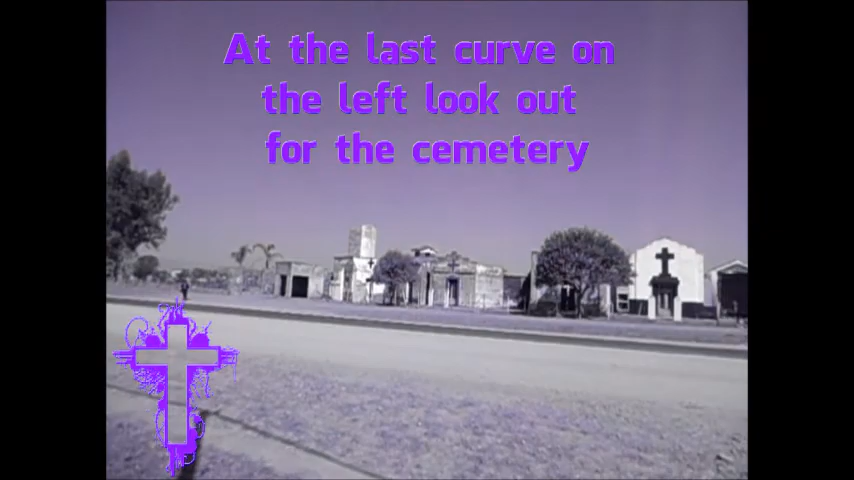 At the last curve on
the left look out
for the cemetery